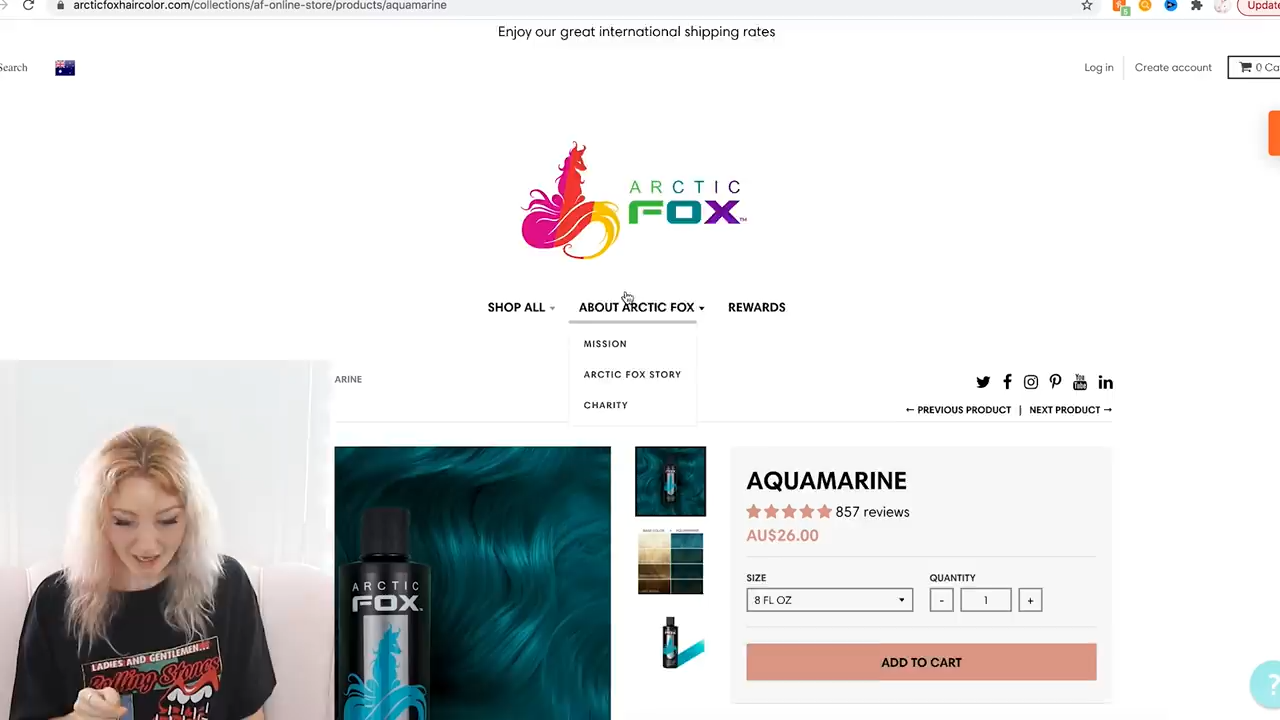 arcticfoxhaircolor.com/collections/af-online-store/products/aquamarine
Update
5
Enjoy our great international shipping rates
Search
Log in
Create account
0 Ca
ARCTIC
FOX™
SHOP ALL
ABOUT ARCTIC FOX
REWARDS
MISSION
ARCTIC FOX STORY
CHARITY
ARINE
← PREVIOUS PRODUCT | NEXT PRODUCT →
AQUAMARINE
857 reviews
AU$26.00
SIZE
QUANTITY
8 FL OZ
-
1
+
ADD TO CART
ARCTIC
FOX
LADIES AND GENTLEMEN...
Rolling Stones
?